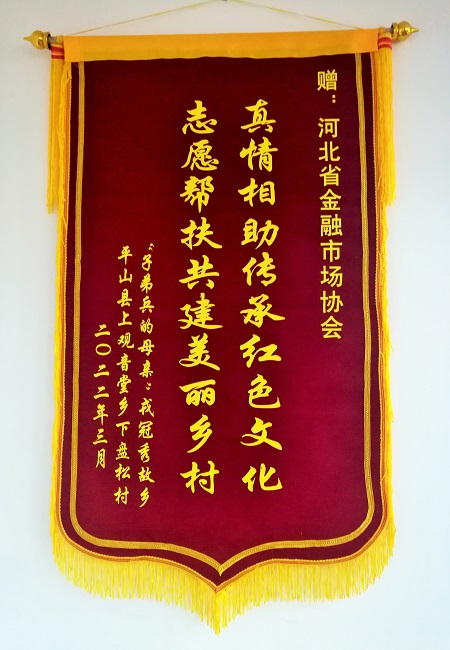 赠：河北省金融市场协会
真情相助传承红色文化
志愿帮扶共建美丽乡村
“子弟兵的母亲”戎冠秀故乡
平山县上观音堂乡下盘松村
二〇二二年三月